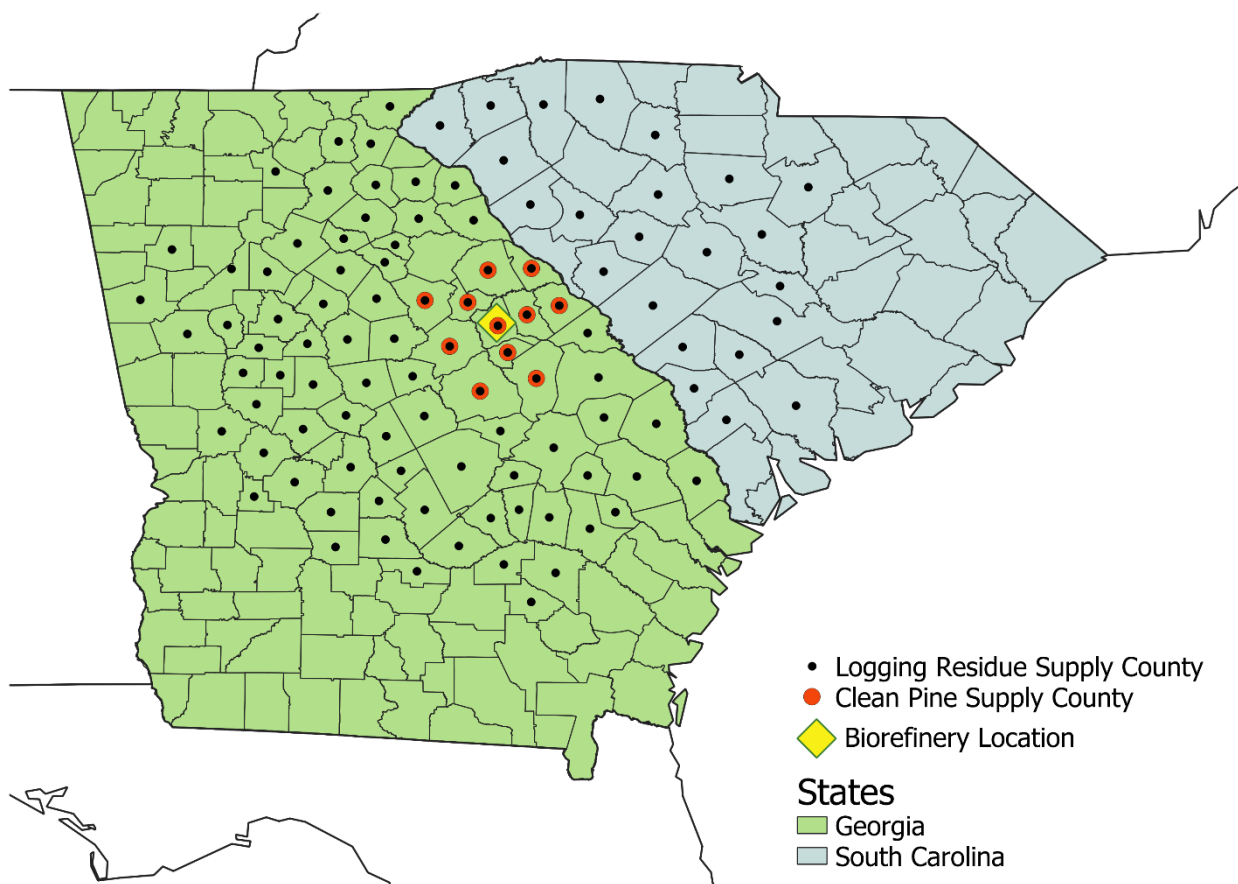 Logging Residue Supply County
Clean Pine Supply County
Biorefinery Location
States
Georgia
South Carolina